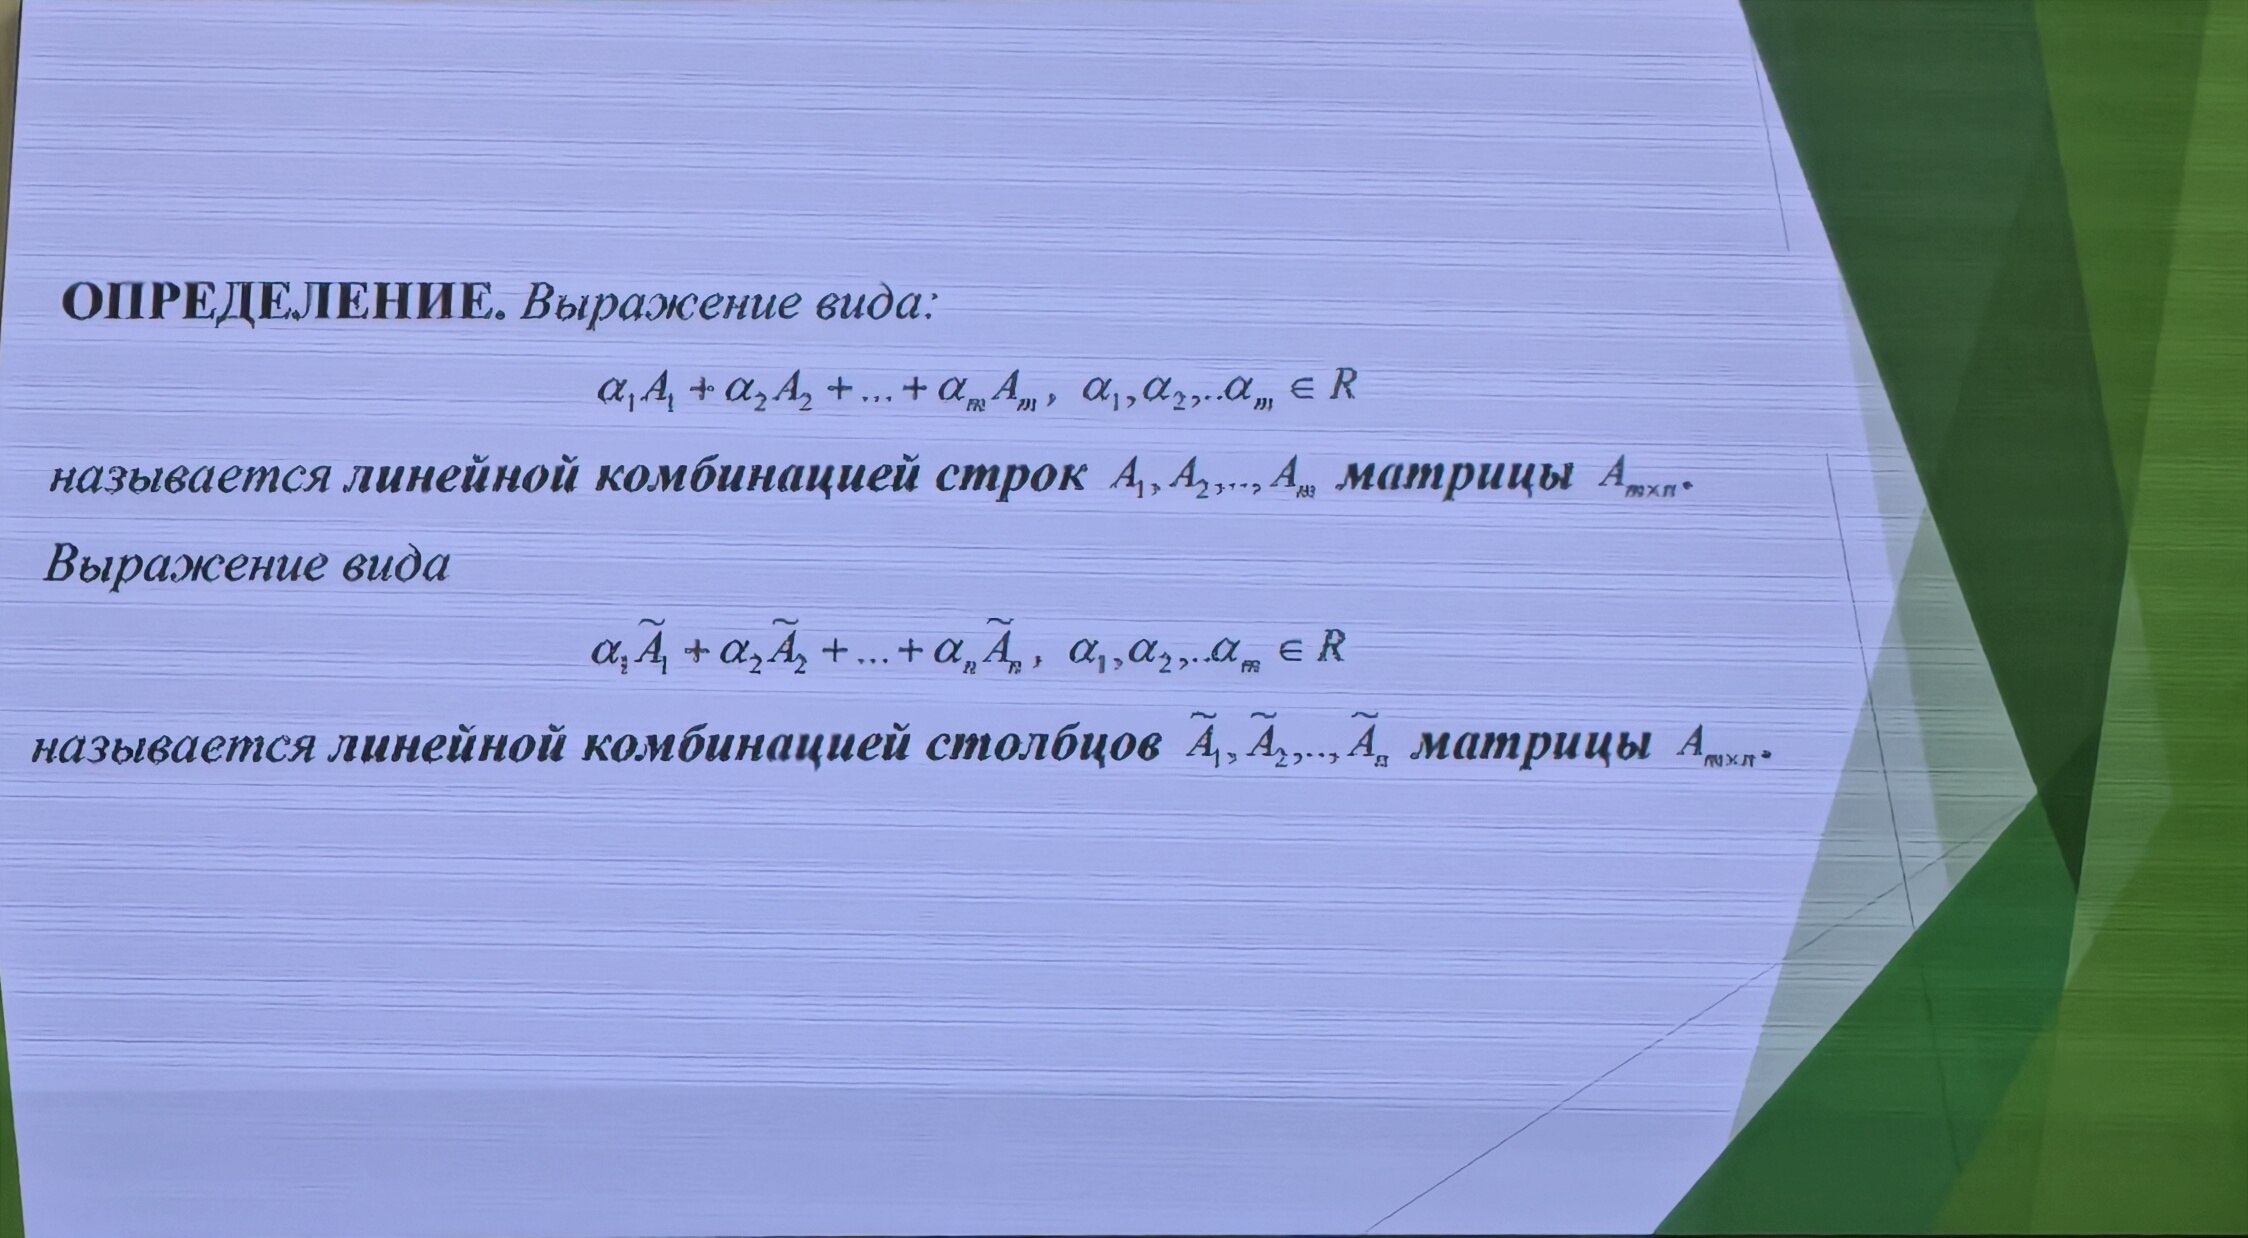 ОПРЕДЕЛЕНИЕ. Выражение вида:
α₁A₁ + α₂A₂ + ... + αₘAₘ, α₁,α₂,..αₘ ∈ R
называется линейной комбинацией строк A₁, A₂,..., Aₘ матрицы Aₘₓₙ.
Выражение вида
α₁Ã₁ + α₂Ã₂ + ... + αₙÃₙ, α₁,α₂,..αₘ ∈ R
называется линейной комбинацией столбцов Ã₁, Ã₂,..., Ãₙ матрицы Aₘₓₙ.